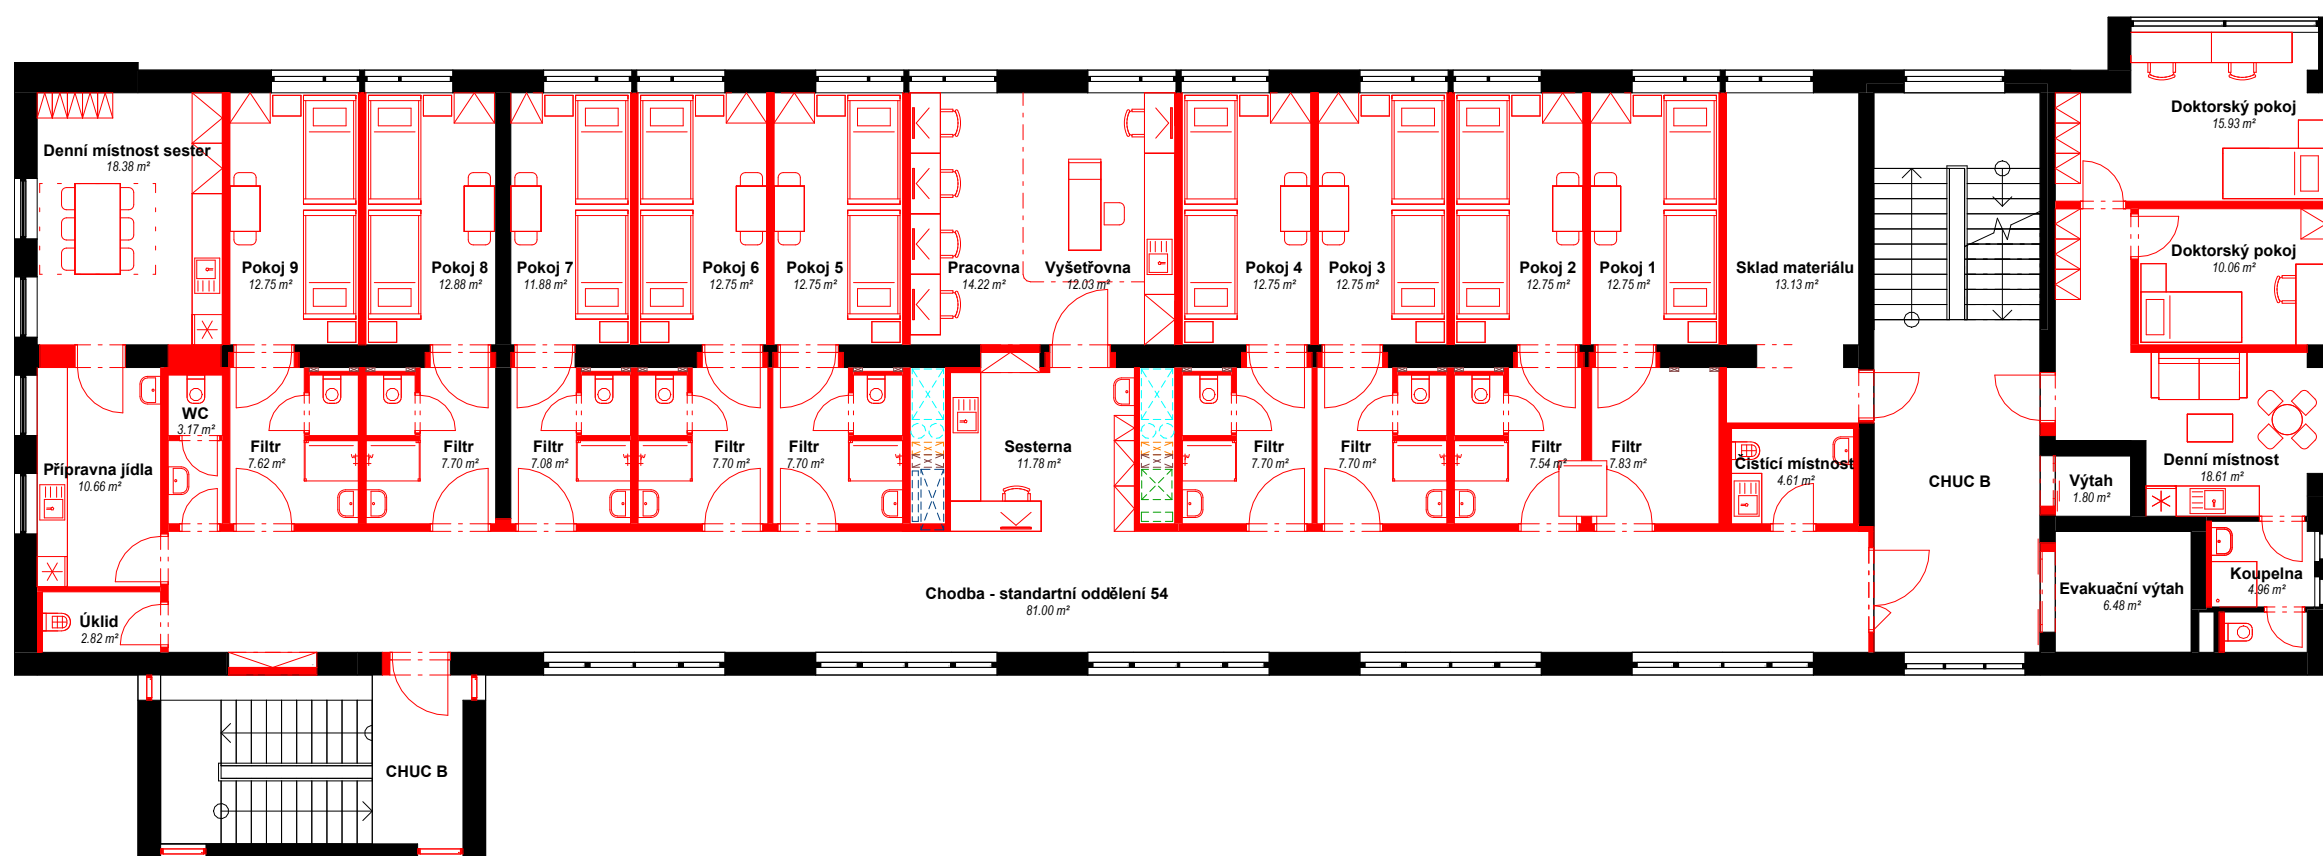 Doktorský pokoj
15.93 m²
Denní místnost sester
18.38 m²
Pokoj 9
12.75 m²
Pokoj 8
12.88 m²
Pokoj 7
11.88 m²
Pokoj 6
12.75 m²
Pokoj 5
12.75 m²
Pracovna
14.22 m²
Vyšetřovna
12.03 m²
Pokoj 4
12.75 m²
Pokoj 3
12.75 m²
Pokoj 2
12.75 m²
Pokoj 1
12.75 m²
Sklad materiálu
13.13 m²
Doktorský pokoj
10.06 m²
WC
3.17 m²
Přípravna jídla
10.66 m²
Filtr
7.62 m²
Filtr
7.70 m²
Filtr
7.08 m²
Filtr
7.70 m²
Filtr
7.70 m²
Sesterna
11.78 m²
Filtr
7.70 m²
Filtr
7.70 m²
Filtr
7.54 m²
Filtr
7.83 m²
Čistící místnost
4.61 m²
CHUC B
Výtah
1.80 m²
Denní místnost
18.61 m²
Úklid
2.82 m²
Chodba - standartní oddělení 54
81.00 m²
Evakuační výtah
6.48 m²
Koupelna
4.96 m²
CHUC B